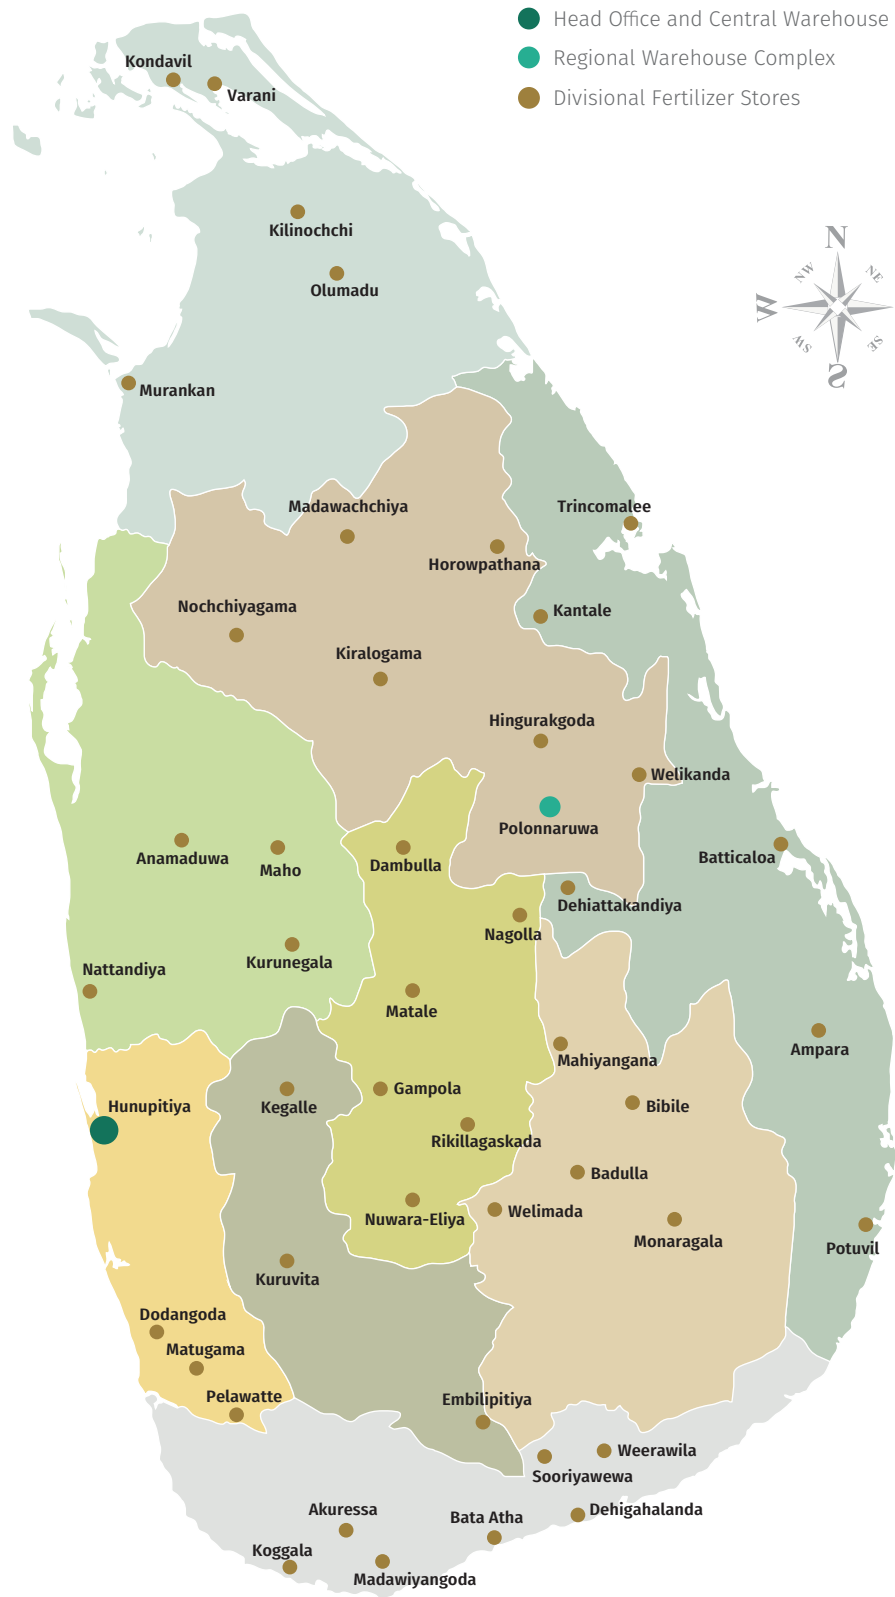 Head Office and Central Warehouse
Regional Warehouse Complex
Divisional Fertilizer Stores
Kondavil
Varani
Kilinochchi
Olumadu
N
NW
NE
W
SW
SE
S
Murankan
Madawachchiya
Trincomalee
Horowpathana
Nochchiyagama
Kantale
Kiralogama
Hingurakgoda
Welikanda
Polonnaruwa
Anamaduwa
Maho
Dambulla
Batticaloa
Dehiattakandiya
Nagolla
Kurunegala
Nattandiya
Matale
Ampara
Mahiyangana
Gampola
Hunupitiya
Kegalle
Bibile
Rikillagaskada
Badulla
Nuwara-Eliya
Welimada
Monaragala
Potuvil
Kuruvita
Dodangoda
Matugama
Pelawatte
Embilipitiya
Weerawila
Sooriyawewa
Akuressa
Bata Atha
Dehigahalanda
Koggala
Madawiyangoda